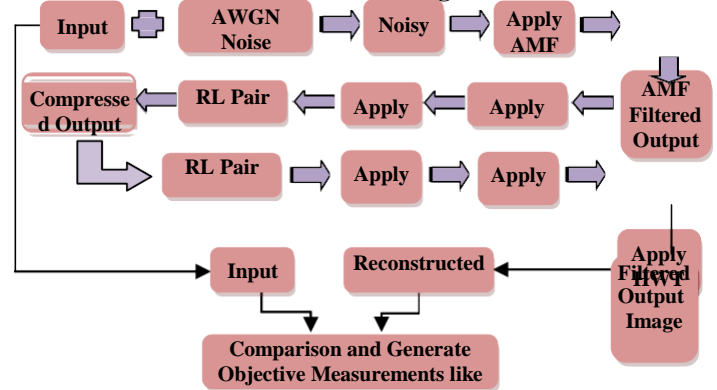 Input
AWGN
Noise
Noisy
Apply
AMF
AMF
Filtered
Output
Apply
Apply
RL Pair
Compresse
d Output
RL Pair
Apply
Apply
Apply
HWT
Filtered
Output
Image
Reconstructed
Input
Comparison and Generate
Objective Measurements like